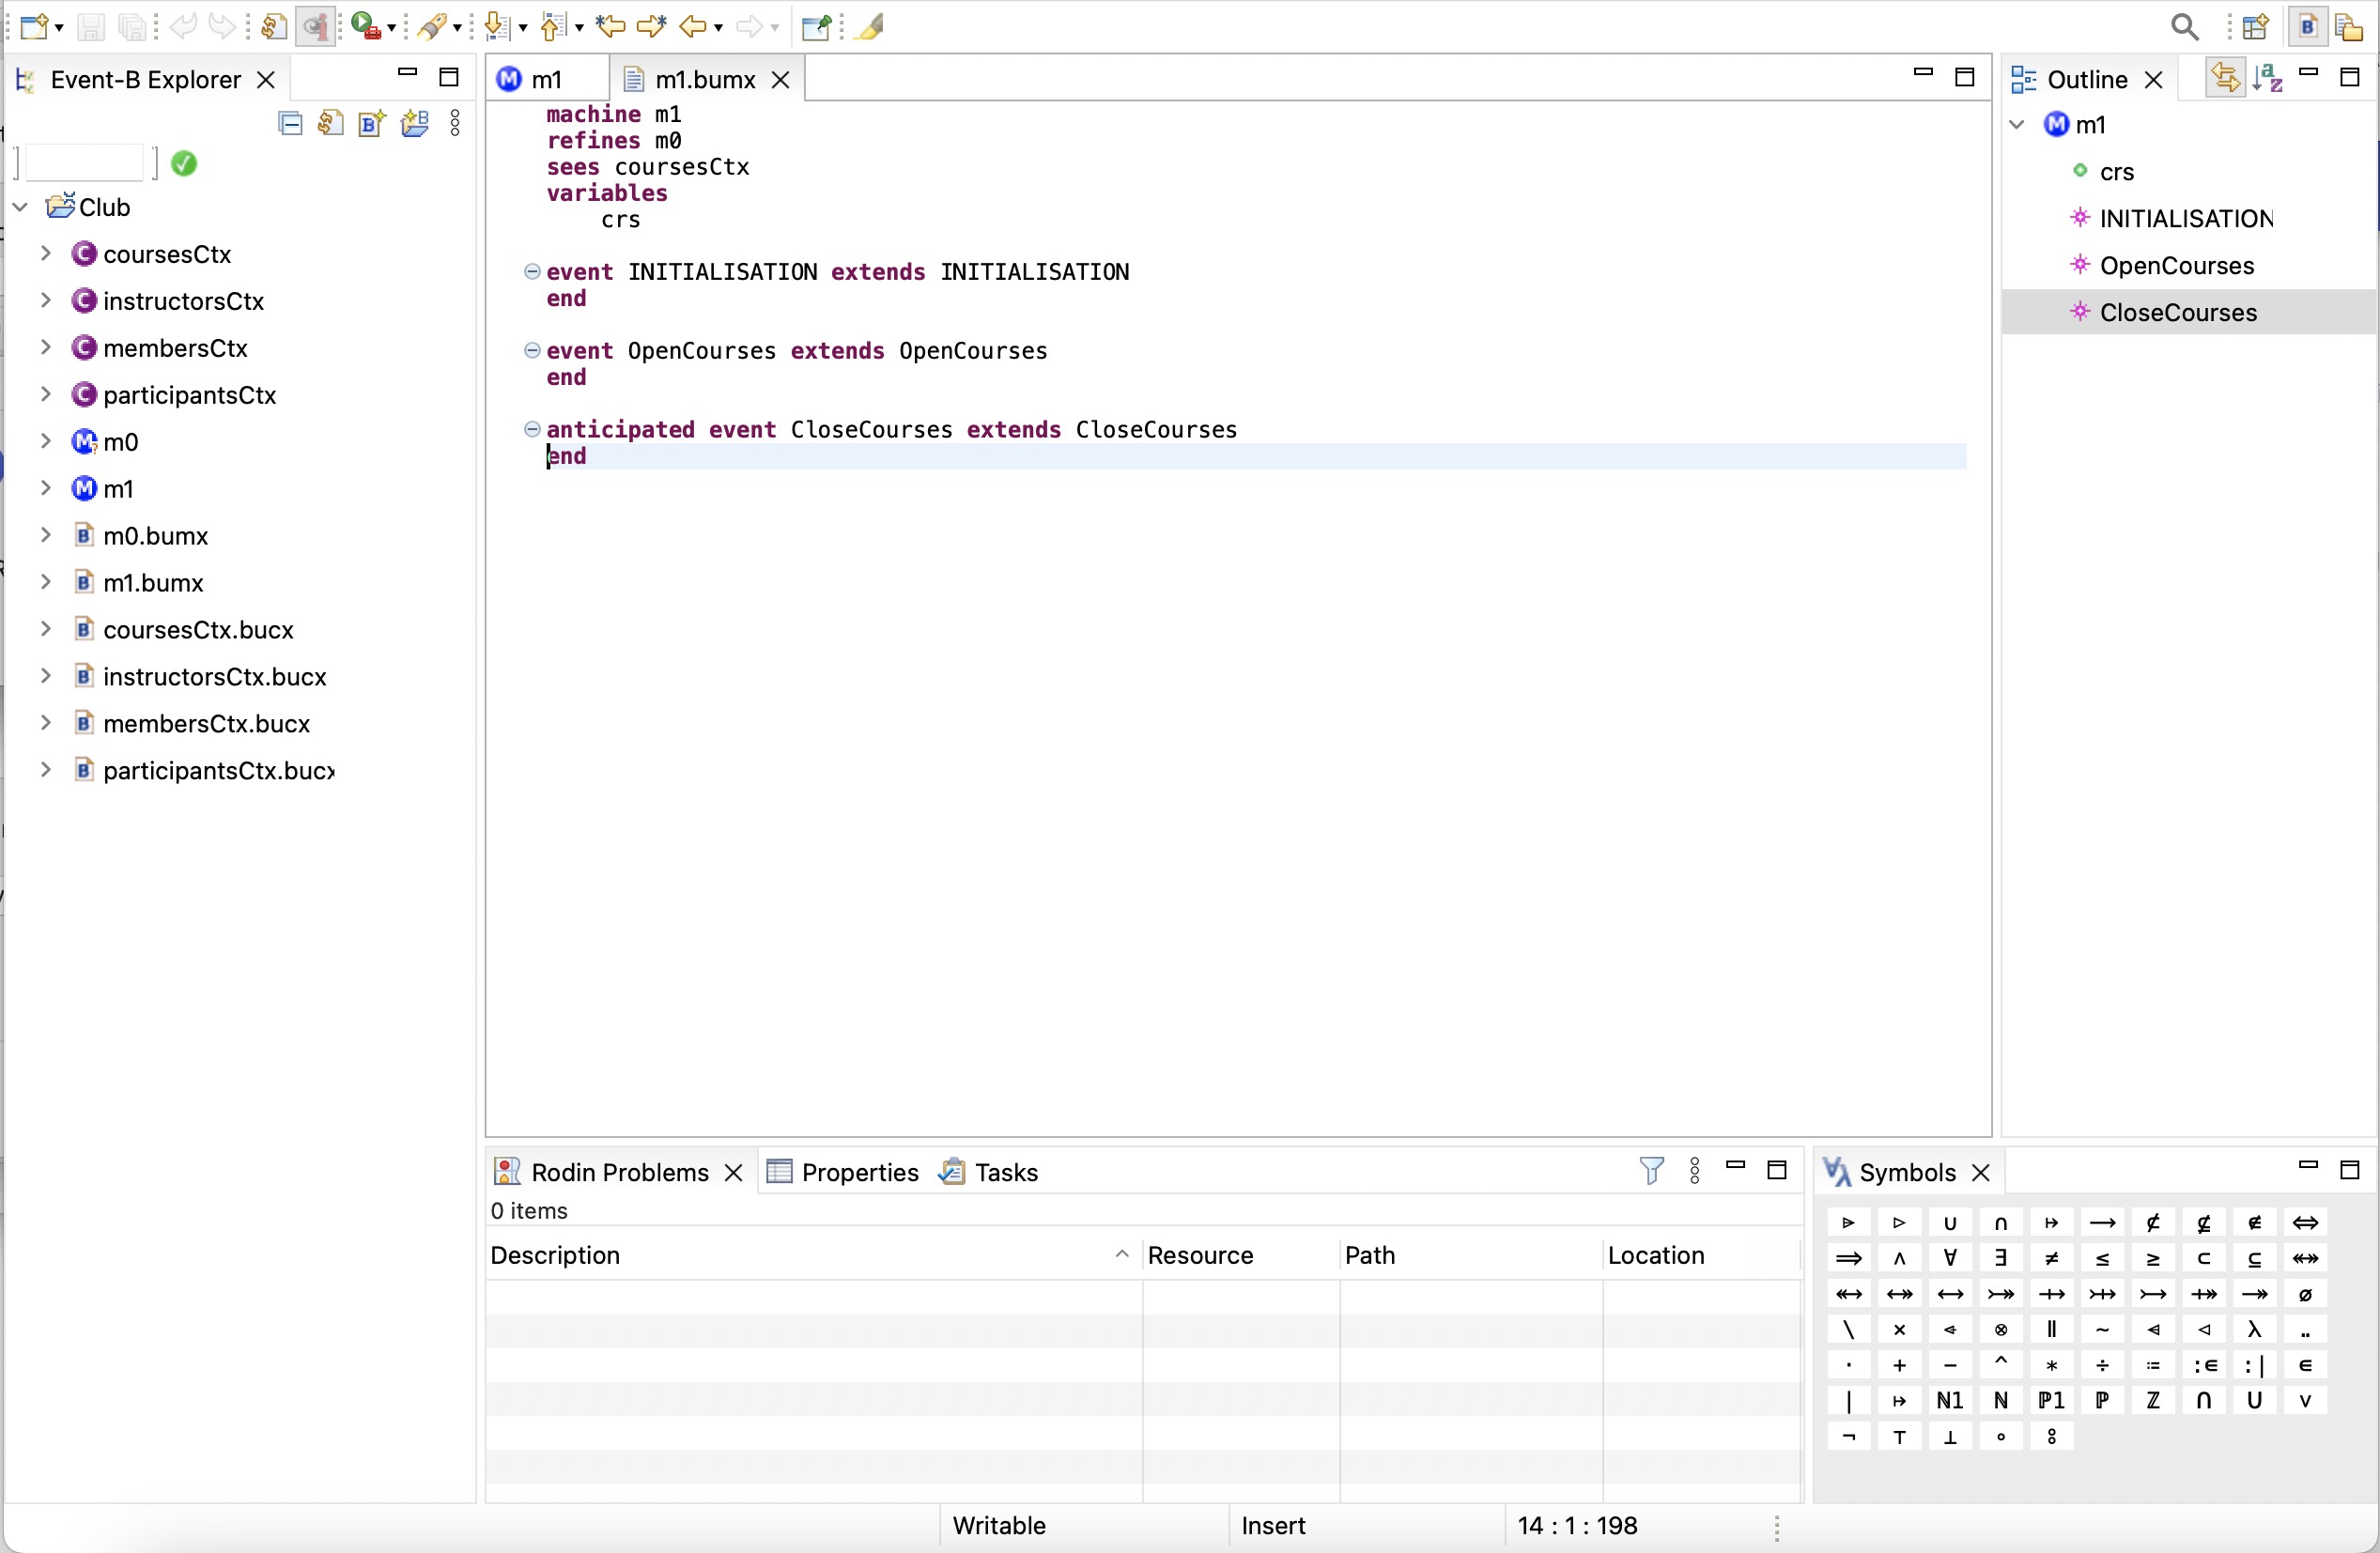 Event-B Explorer
Club
coursesCtx
instructorsCtx
membersCtx
participantsCtx
m0
m1
m0.bumx
m1.bumx
coursesCtx.bucx
instructorsCtx.bucx
membersCtx.bucx
participantsCtx.bucx
m1
m1.bumx
machine m1
refines m0
sees coursesCtx
variables
crs
event INITIALISATION extends INITIALISATION
end
event OpenCourses extends OpenCourses
end
anticipated event CloseCourses extends CloseCourses
end
Outline
m1
crs
INITIALISATION
OpenCourses
CloseCourses
Rodin Problems
Properties
Tasks
0 items
Description Resource Path Location
Symbols
⩥ ▷ ∪ ∩ ↦ → ⊄ ⊈ ∉ ⇔
⇒ ∧ ∀ ∃ ≠ ≤ ≥ ⊂ ⊆ 
 ↔ ⤖ ⇸ ⤔ ↣ ⤀ ↠ ∅
∖ × ⊗ ∥ ∼ ⩤ ◁ λ ‥
· + − ^ ∗ ÷ ≔ :∈ :∣ ∈
∣ ↦ ℕ1 ℕ ℙ1 ℙ ℤ ⋂ ⋃ ∨
¬ ⊤ ⊥ ∘
Writable
Insert
14 : 1 : 198